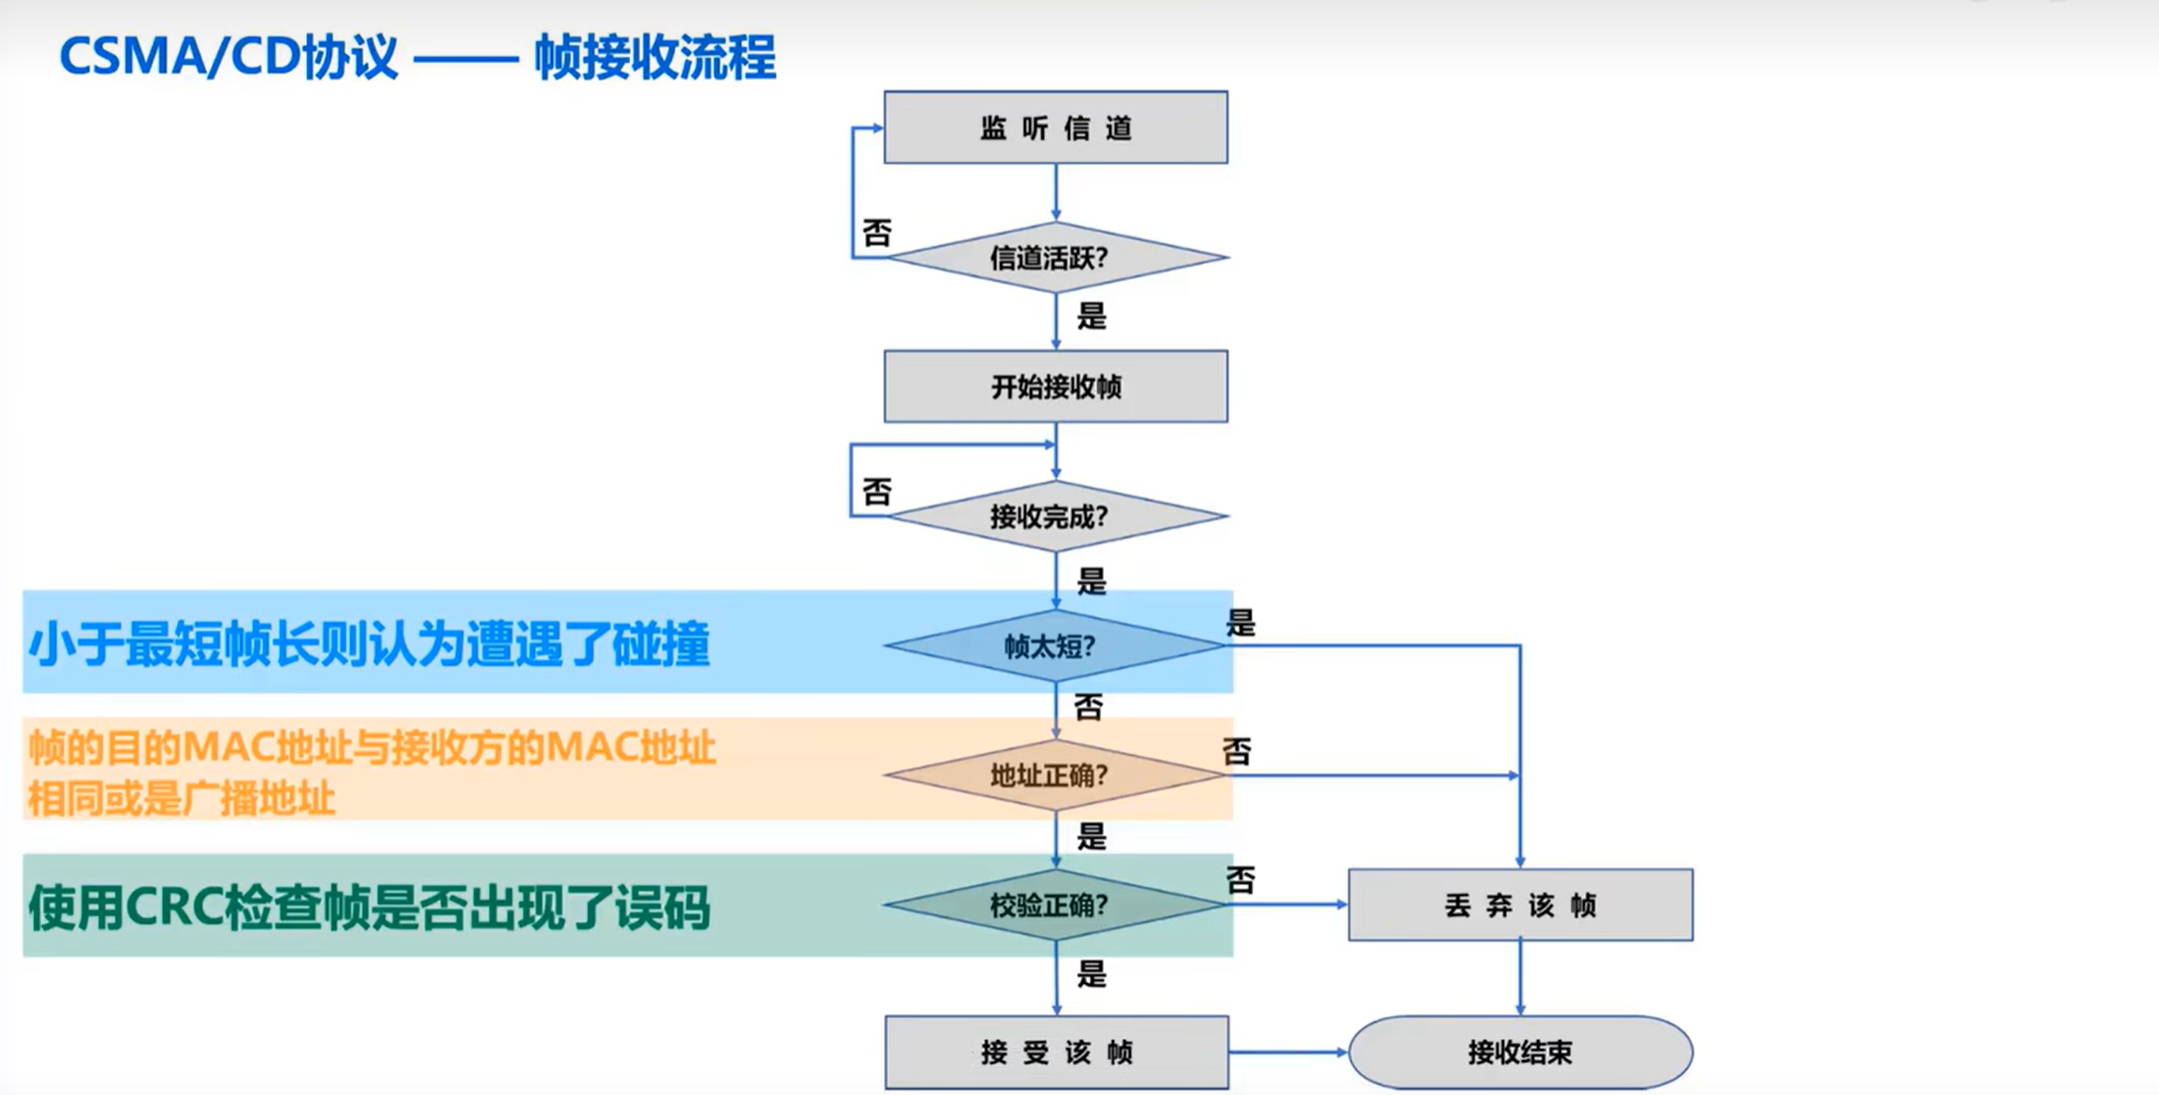 CSMA/CD协议 —— 帧接收流程
监 听 信 道
否
信道活跃?
是
开始接收帧
否
接收完成?
是
小于最短帧长则认为遭遇了碰撞
帧太短?
是
否
帧的目的MAC地址与接收方的MAC地址
相同或是广播地址
地址正确?
否
是
使用CRC检查帧是否出现了误码
校验正确?
否
丢 弃 该 帧
是
接 受 该 帧
接收结束